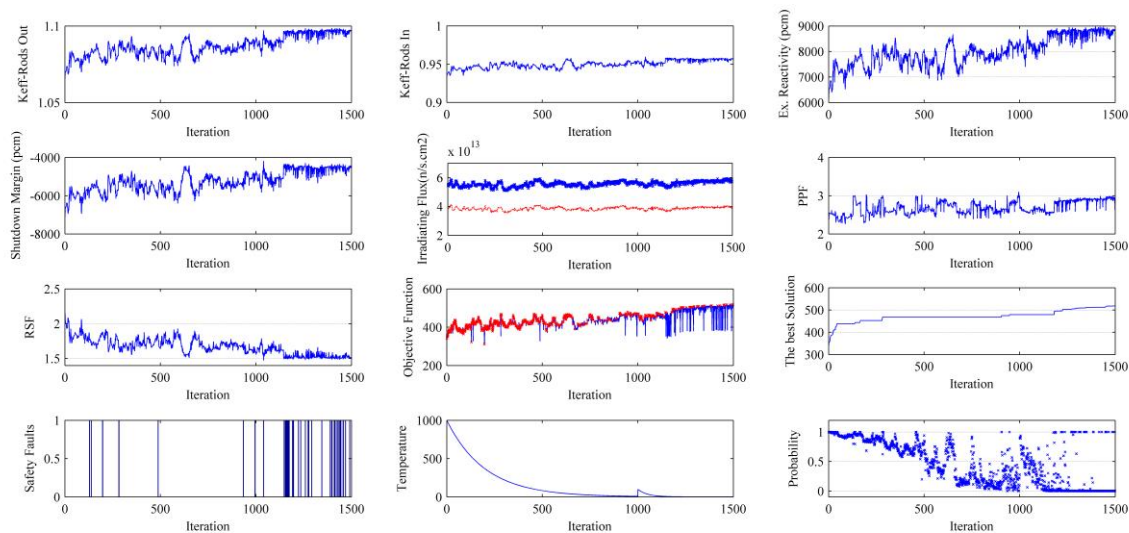 Keff-Rods Out
1.1
1.05
0 500 1000 1500
Iteration
Keff-Rods In
1
0.95
0.9
0 500 1000 1500
Iteration
Ex. Reactivity (pcm)
9000
8000
7000
6000
0 500 1000 1500
Iteration
Shutdown Margin (pcm)
-4000
-6000
-8000
0 500 1000 1500
Iteration
Irradiating Flux(n/s.cm2)
x 10^13
6
4
2
0 500 1000 1500
Iteration
PPF
4
3
2
0 500 1000 1500
Iteration
RSF
2.5
2
1.5
0 500 1000 1500
Iteration
Objective Function
600
400
200
0 500 1000 1500
Iteration
The best Solution
600
500
400
300
0 500 1000 1500
Iteration
Safety Faults
1
0.5
0
0 500 1000 1500
Iteration
Temperature
1000
500
0
0 500 1000 1500
Iteration
Probability
1
0.5
0
0 500 1000 1500
Iteration